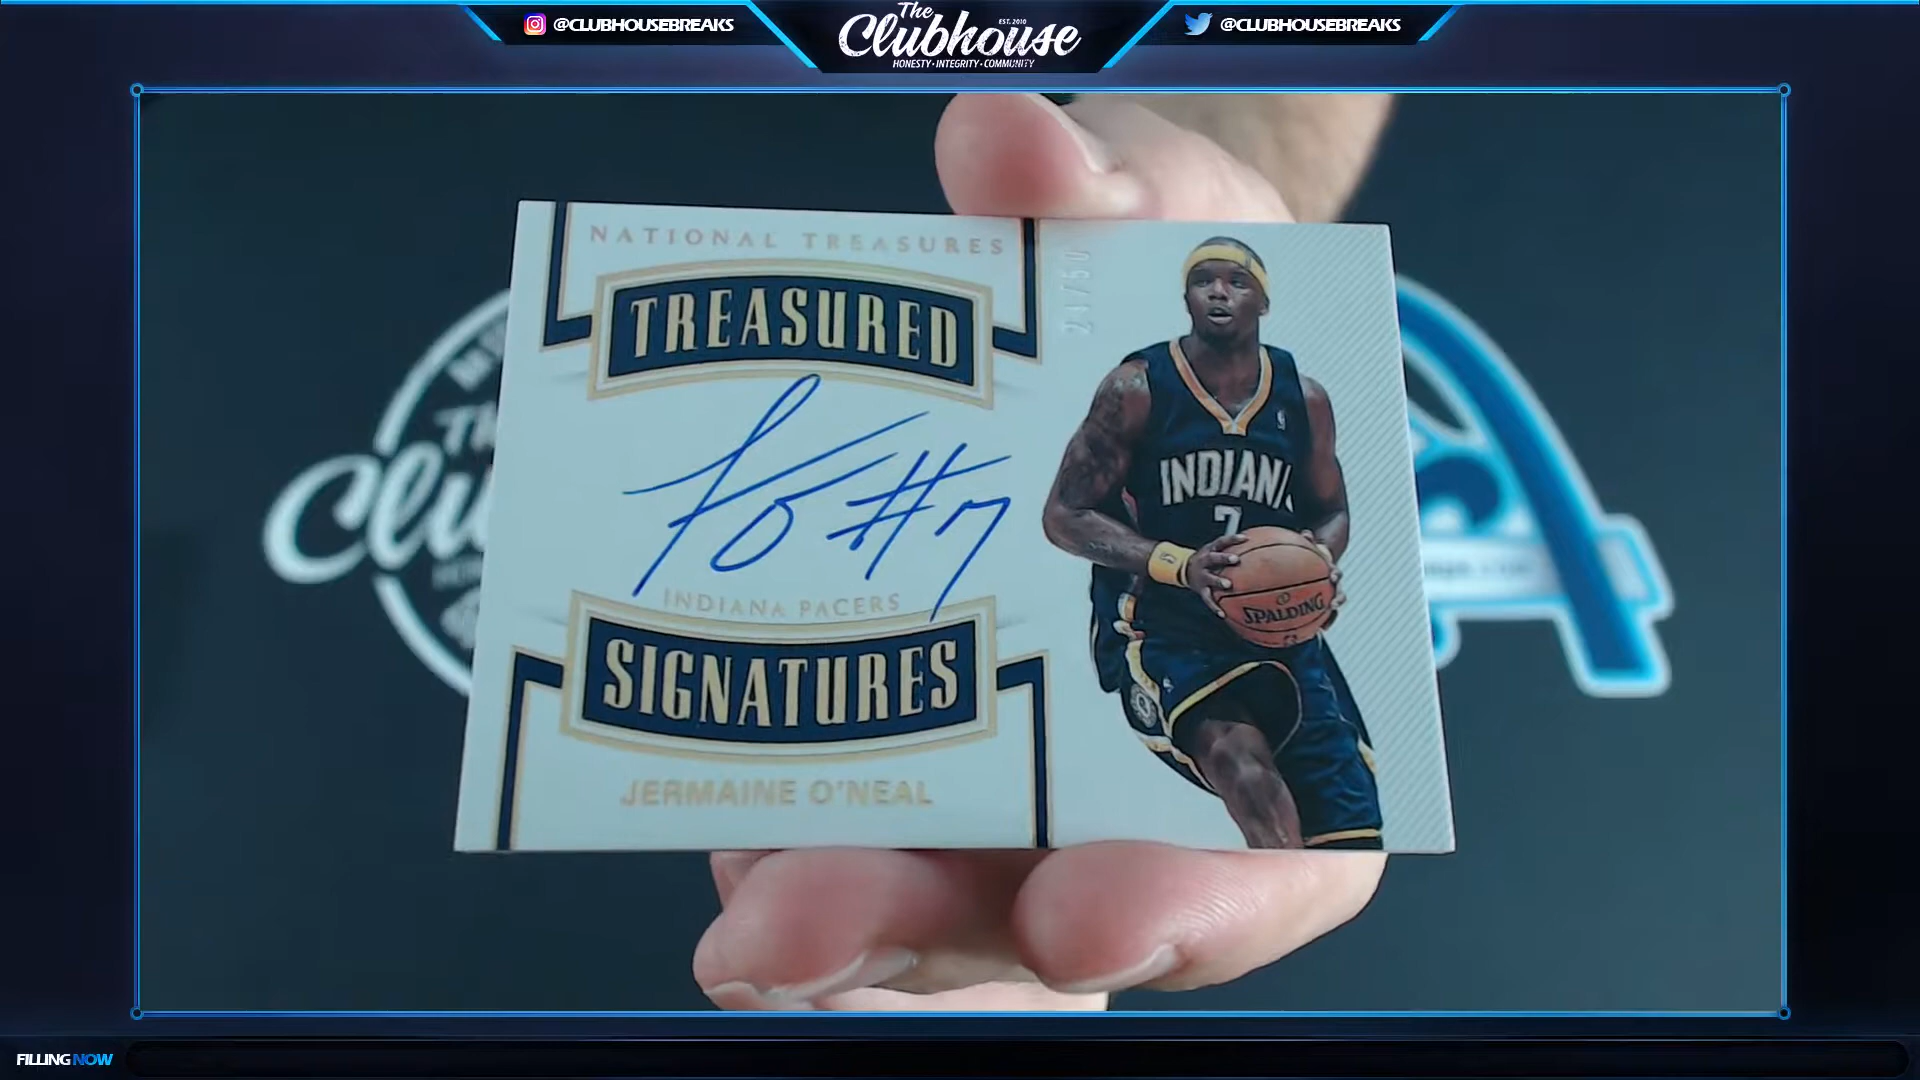 @CLUBHOUSEBREAKS
The
EST. 2010
Clubhouse
HONESTY • INTEGRITY • COMMUNITY
@CLUBHOUSEBREAKS
NATIONAL TREASURES
TREASURED
INDIANA
7
SPALDING
#7
INDIANA PACERS
SIGNATURES
JERMAINE O'NEAL
FILLING NOW